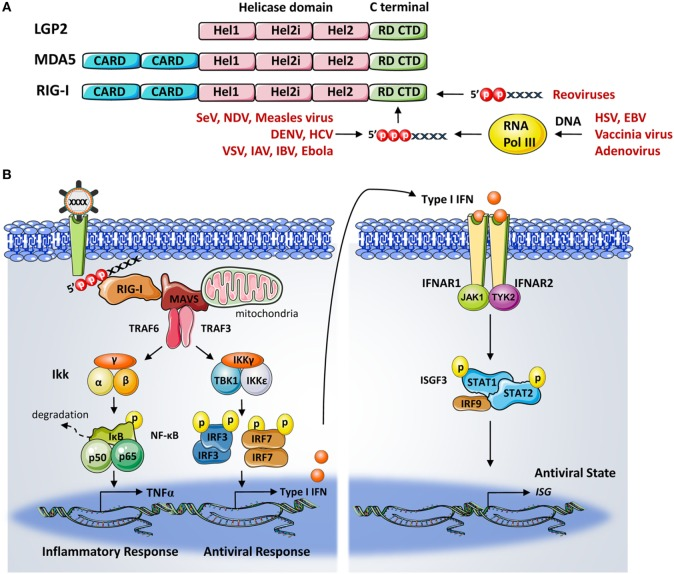 A
Helicase domain
C terminal
LGP2
Hel1 Hel2i Hel2 RD CTD
MDA5
CARD CARD Hel1 Hel2i Hel2 RD CTD
RIG-I
CARD CARD Hel1 Hel2i Hel2 RD CTD
5' p p xxxx
Reoviruses
SeV, NDV, Measles virus
DENV, HCV
VSV, IAV, IBV, Ebola
5' p p p xxxx
RNA
Pol III
DNA
HSV, EBV
Vaccinia virus
Adenovirus
B
xxxx
5' p p p xxxx
RIG-I
MAVS
mitochondria
TRAF6
TRAF3
Ikk
γ
α β
IKKγ
TBK1 IKKε
degradation
p
IκB
NF-κB
p50 p65
p p
IRF3
IRF3
p p
IRF7
IRF7
TNFα
Type I IFN
Inflammatory Response
Antiviral Response
Type I IFN
IFNAR1
IFNAR2
JAK1 TYK2
ISGF3
p
STAT1
p
STAT2
IRF9
Antiviral State
ISG